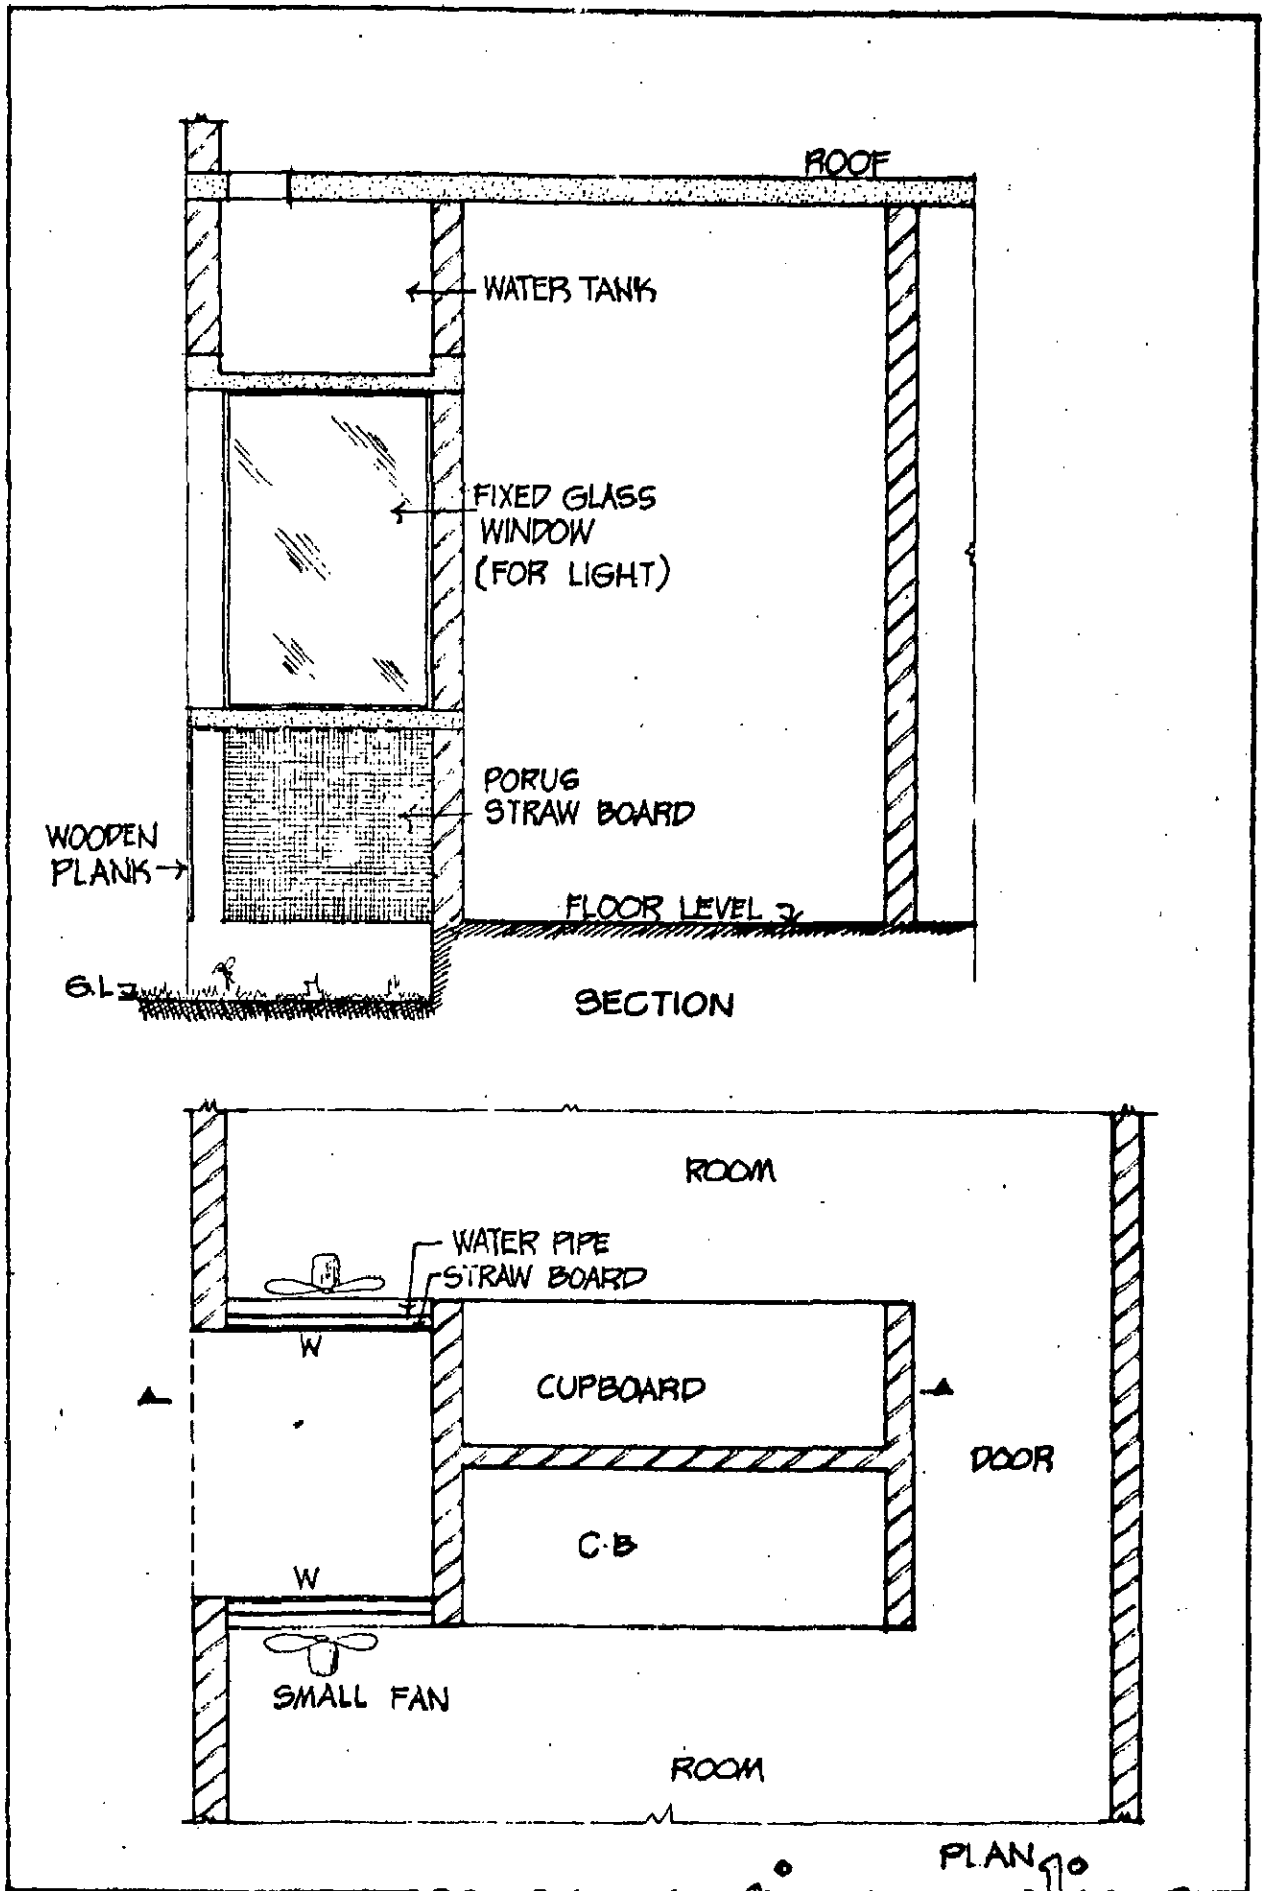 ROOF
WATER TANK
FIXED GLASS
WINDOW
(FOR LIGHT)
PORUS
STRAW BOARD
WOODEN
PLANK
FLOOR LEVEL
G.L
SECTION
ROOM
WATER PIPE
STRAW BOARD
W
CUPBOARD
DOOR
C.B
W
SMALL FAN
ROOM
PLAN